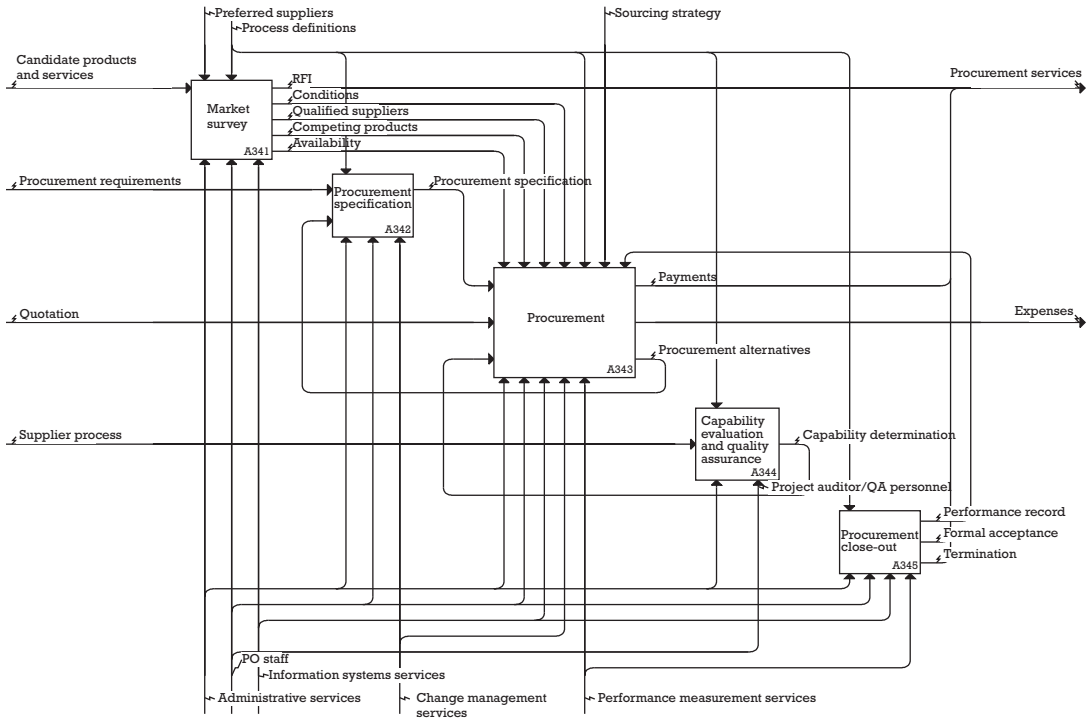 Preferred suppliers
Process definitions
Sourcing strategy
Candidate products
and services
RFI
Procurement services
Conditions
Market
survey
Qualified suppliers
Competing products
Availability
A341
Procurement requirements
Procurement
specification
A342
Procurement specification
Payments
Quotation
Procurement
Expenses
Procurement alternatives
A343
Supplier process
Capability
evaluation
and quality
assurance
A344
Capability determination
Project auditor/QA personnel
Performance record
Procurement
close-out
A345
Formal acceptance
Termination
PO staff
Information systems services
Administrative services
Change management
services
Performance measurement services